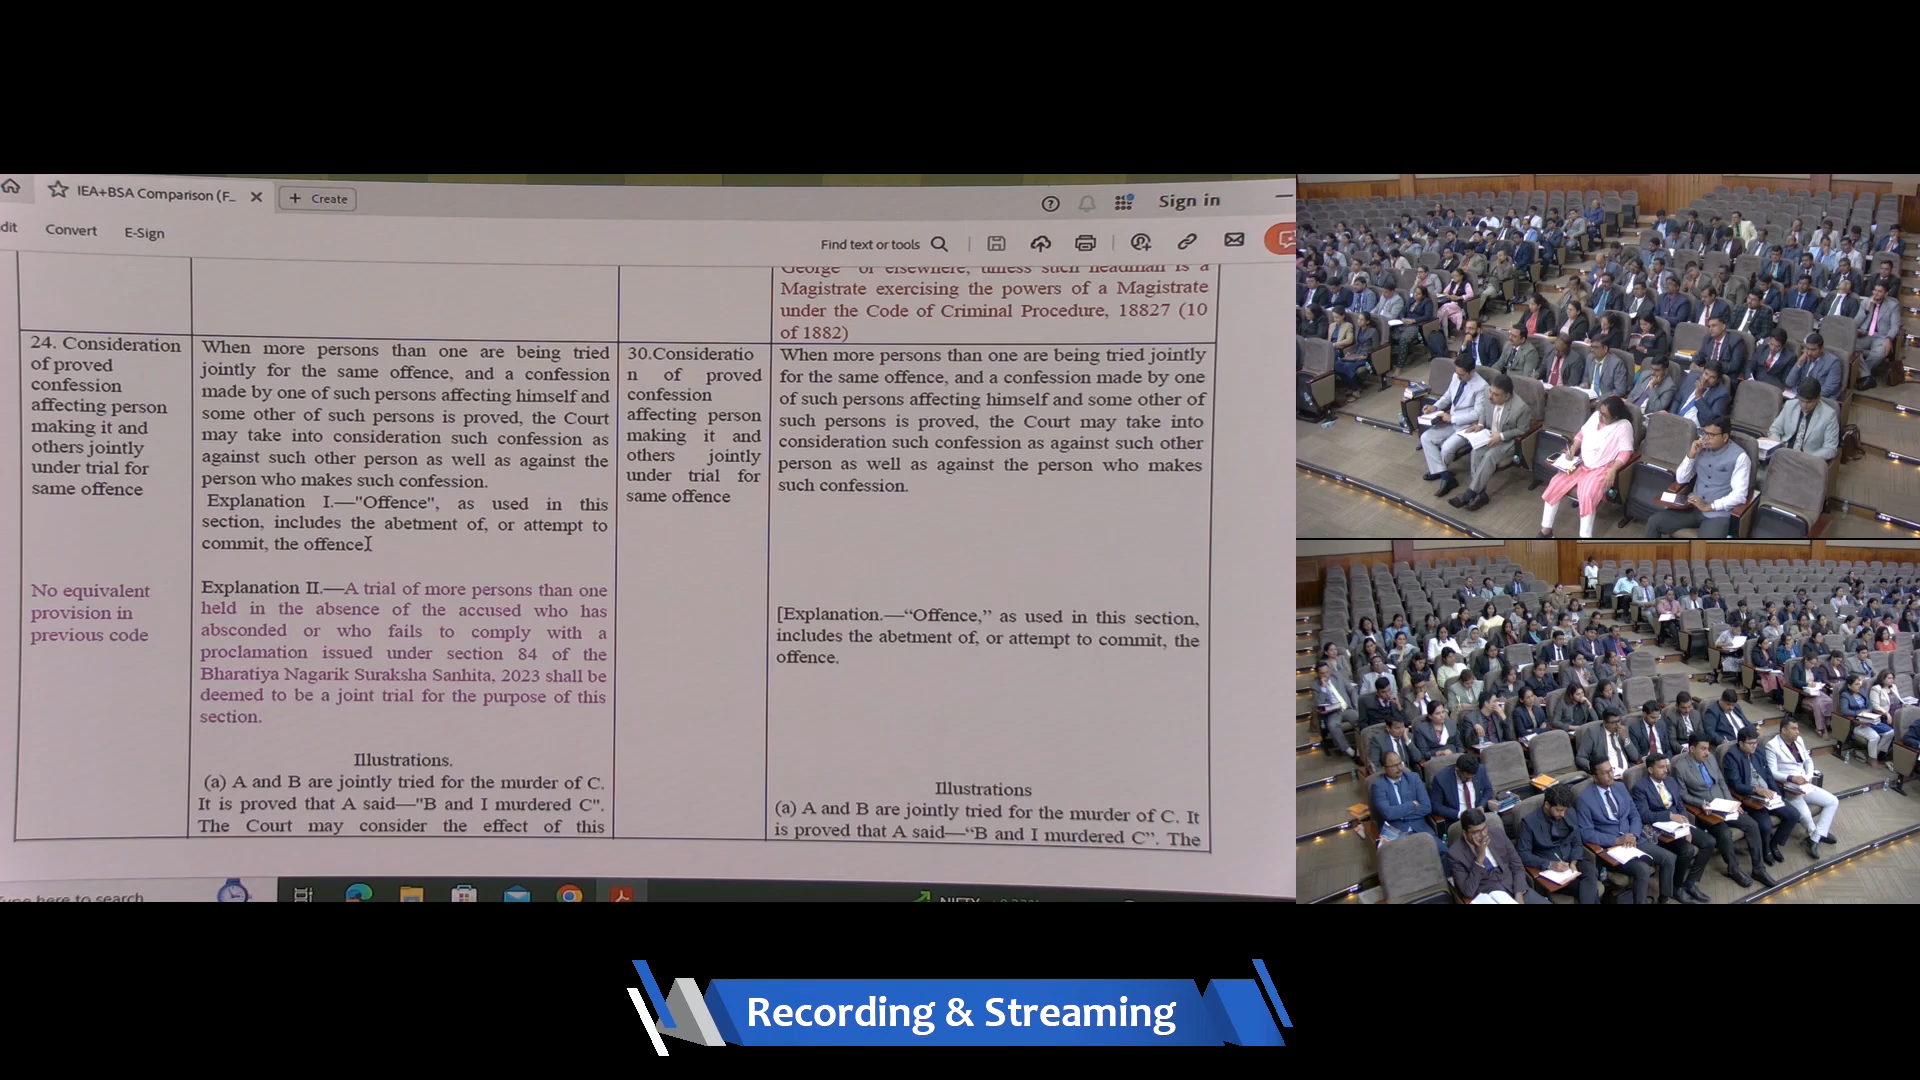 IEA+BSA Comparison (F_
Create
Sign in
dit
Convert
E-Sign
Find text or tools
George" or elsewhere, unless such headman is a
Magistrate exercising the powers of a Magistrate
under the Code of Criminal Procedure, 18827 (10
of 1882)
24. Consideration
of proved
confession
affecting person
making it and
others jointly
under trial for
same offence
When more persons than one are being tried
jointly for the same offence, and a confession
made by one of such persons affecting himself and
some other of such persons is proved, the Court
may take into consideration such confession as
against such other person as well as against the
person who makes such confession.
Explanation I.—"Offence", as used in this
section, includes the abetment of, or attempt to
commit, the offence
30.Consideratio
n of proved
confession
affecting person
making it and
others jointly
under trial for
same offence
When more persons than one are being tried jointly
for the same offence, and a confession made by one
of such persons affecting himself and some other of
such persons is proved, the Court may take into
consideration such confession as against such other
person as well as against the person who makes
such confession.
No equivalent
provision in
previous code
Explanation II.—A trial of more persons than one
held in the absence of the accused who has
absconded or who fails to comply with a
proclamation issued under section 84 of the
Bharatiya Nagarik Suraksha Sanhita, 2023 shall be
deemed to be a joint trial for the purpose of this
section.
[Explanation.—“Offence,” as used in this section,
includes the abetment of, or attempt to commit, the
offence.
Illustrations.
(a) A and B are jointly tried for the murder of C.
It is proved that A said—"B and I murdered C".
The Court may consider the effect of this
Illustrations
(a) A and B are jointly tried for the murder of C. It
is proved that A said—“B and I murdered C”. The
Type here to search
NIFTY
Recording & Streaming